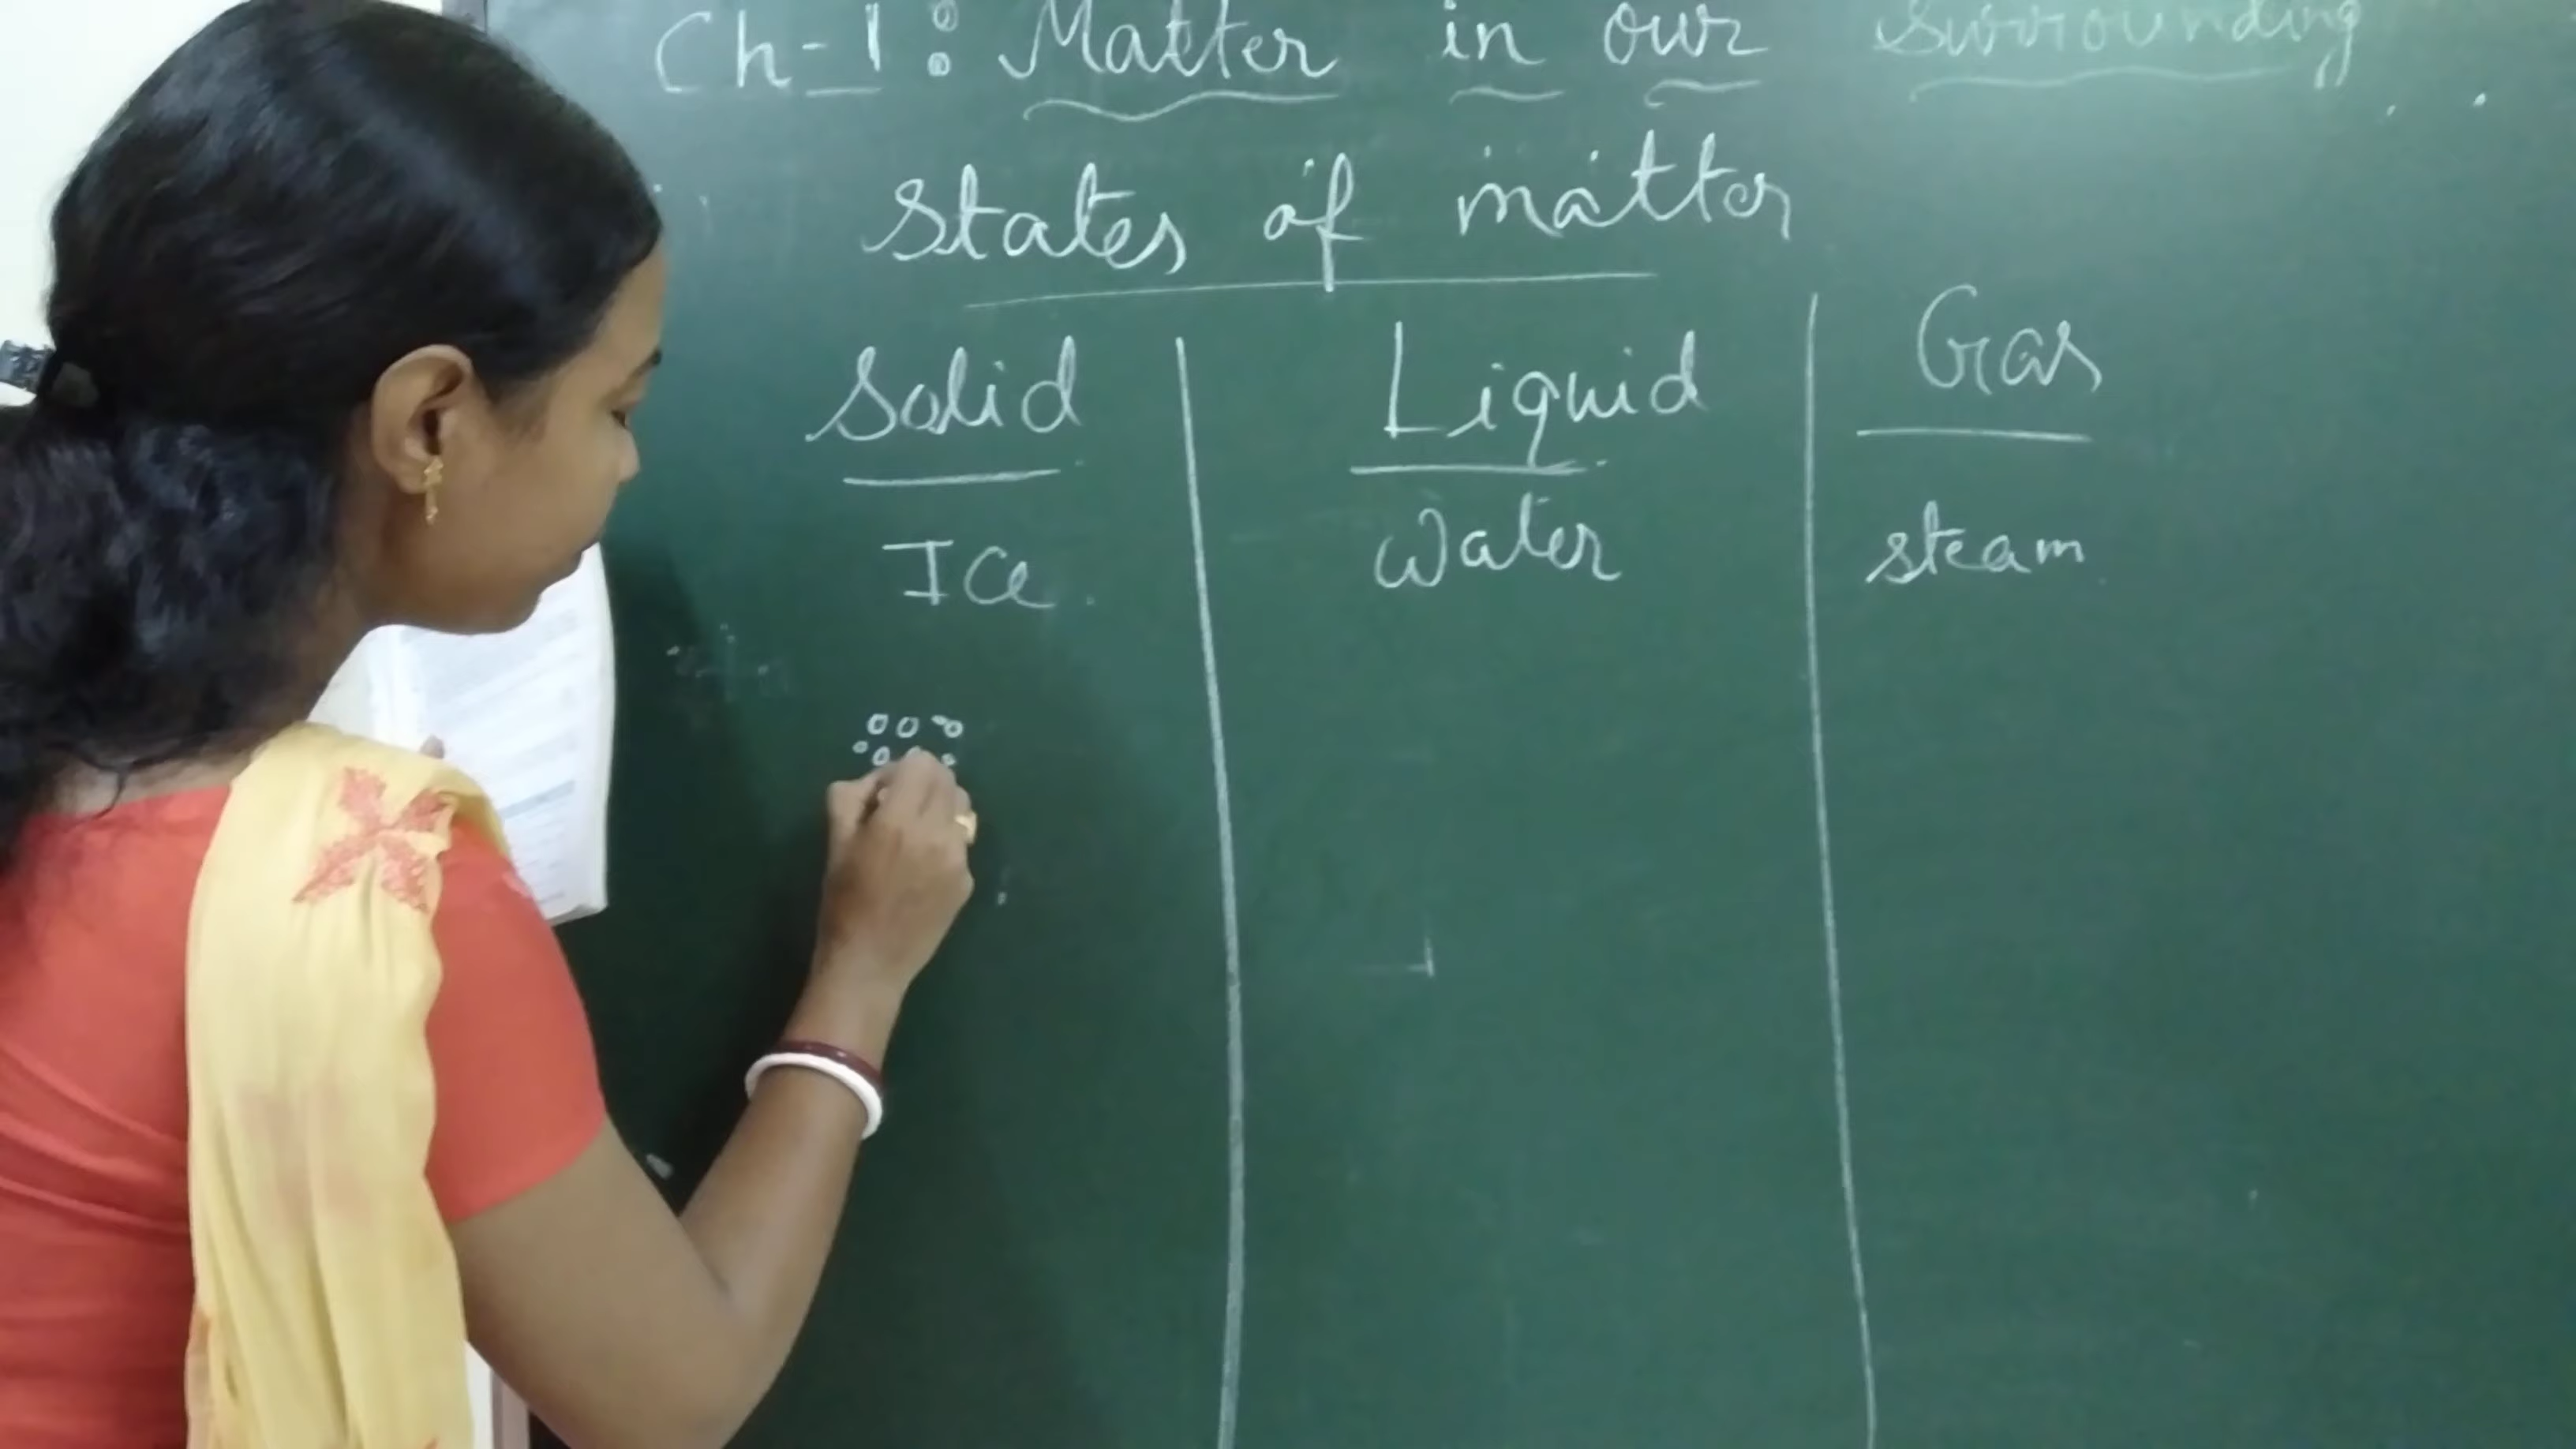 Ch-1: Matter in our Surrounding
States of matter
Solid Liquid Gas
Ice Water steam